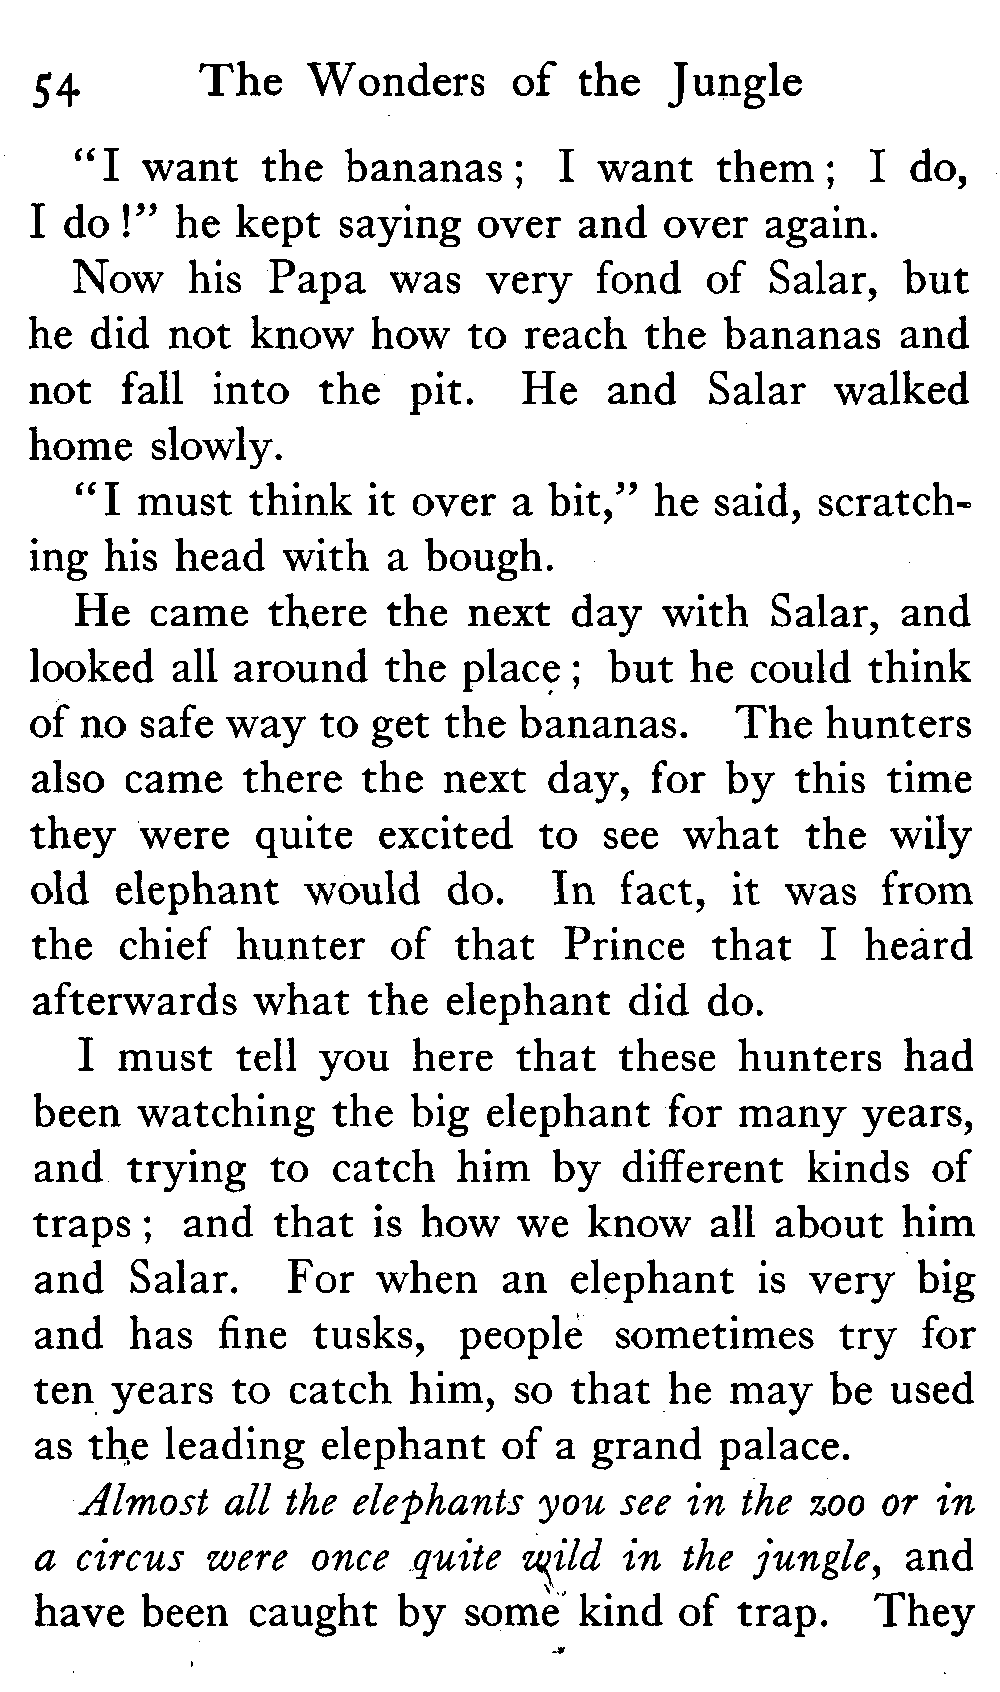 54 The Wonders of the Jungle
"I want the bananas; I want them; I do,
I do!" he kept saying over and over again.
Now his Papa was very fond of Salar, but
he did not know how to reach the bananas and
not fall into the pit. He and Salar walked
home slowly.
"I must think it over a bit," he said, scratch-
ing his head with a bough.
He came there the next day with Salar, and
looked all around the place; but he could think
of no safe way to get the bananas. The hunters
also came there the next day, for by this time
they were quite excited to see what the wily
old elephant would do. In fact, it was from
the chief hunter of that Prince that I heard
afterwards what the elephant did do.
I must tell you here that these hunters had
been watching the big elephant for many years,
and trying to catch him by different kinds of
traps; and that is how we know all about him
and Salar. For when an elephant is very big
and has fine tusks, people sometimes try for
ten years to catch him, so that he may be used
as the leading elephant of a grand palace.
Almost all the elephants you see in the zoo or in
a circus were once quite wild in the jungle, and
have been caught by some kind of trap. They